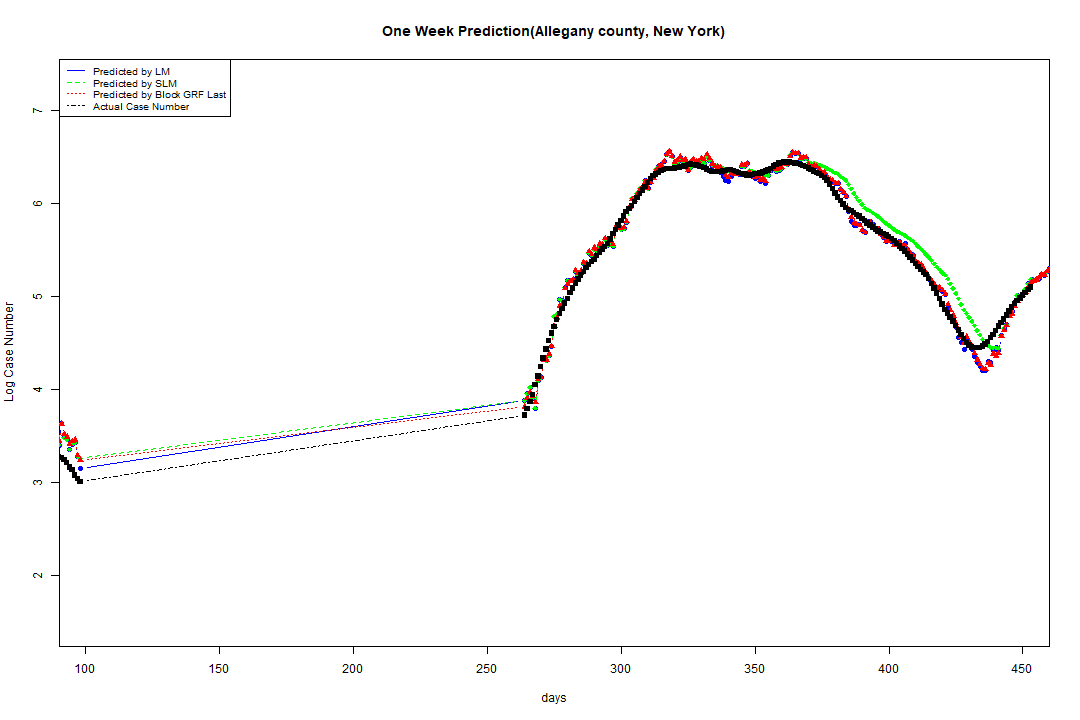 One Week Prediction(Allegany county, New York)
Predicted by LM
Predicted by SLM
Predicted by Block GRF Last
Actual Case Number
Log Case Number
7
6
5
4
3
2
100 150 200 250 300 350 400 450
days